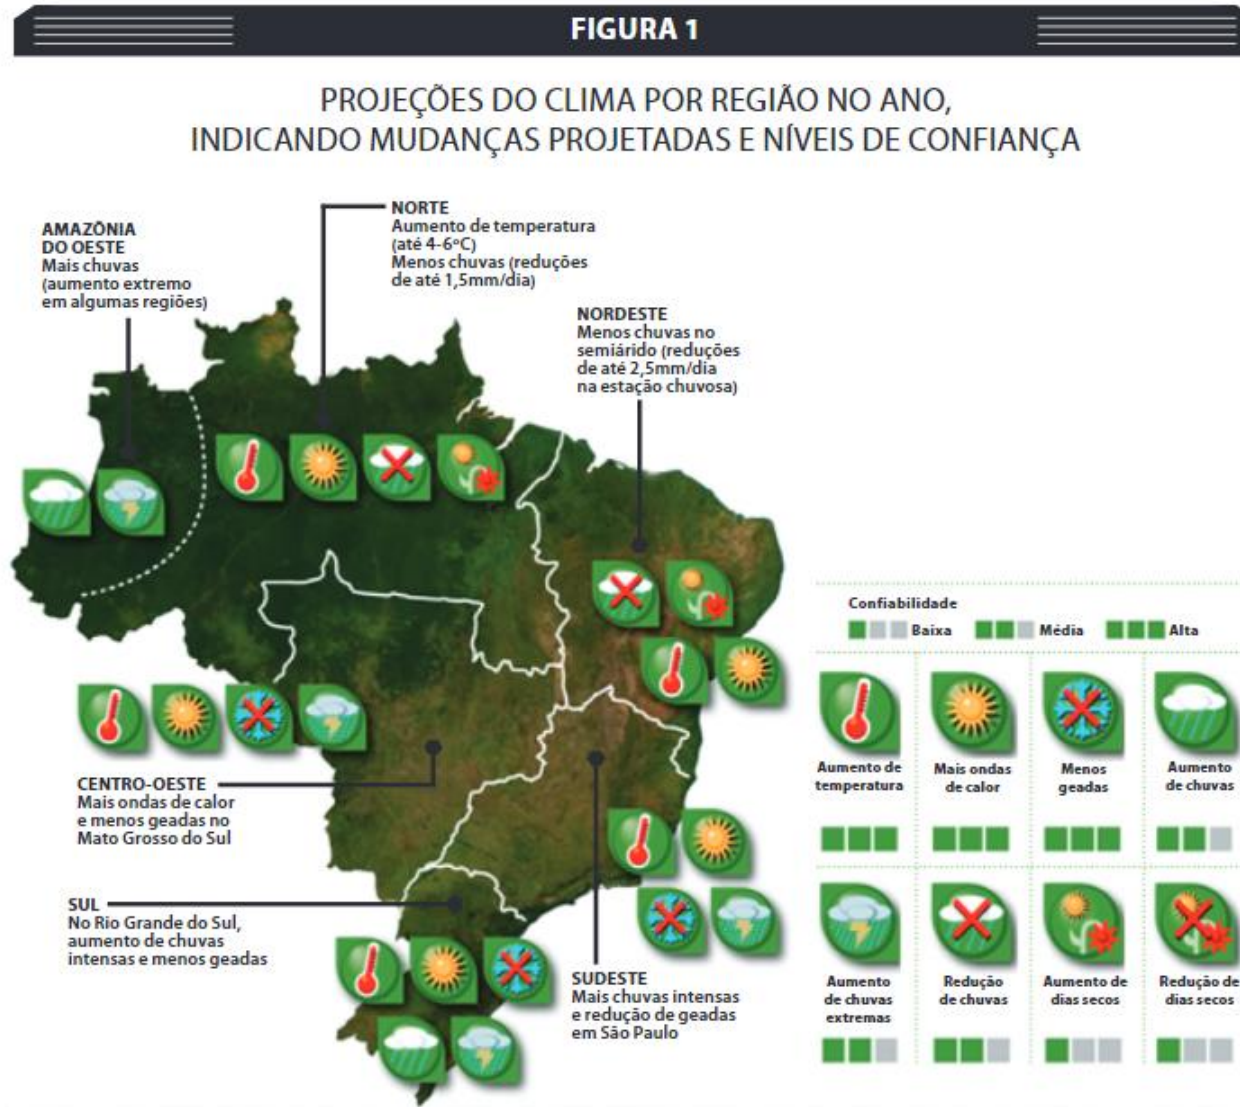 FIGURA 1
PROJEÇÕES DO CLIMA POR REGIÃO NO ANO,
INDICANDO MUDANÇAS PROJETADAS E NÍVEIS DE CONFIANÇA
AMAZÔNIA
DO OESTE
Mais chuvas
(aumento extremo
em algumas regiões)
NORTE
Aumento de temperatura
(até 4-6ºC)
Menos chuvas (reduções
de até 1,5mm/dia)
NORDESTE
Menos chuvas no
semiárido (reduções
de até 2,5mm/dia
na estação chuvosa)
CENTRO-OESTE
Mais ondas de calor
e menos geadas no
Mato Grosso do Sul
SUL
No Rio Grande do Sul,
aumento de chuvas
intensas e menos geadas
SUDESTE
Mais chuvas intensas
e redução de geadas
em São Paulo
Confiabilidade
Baixa Média Alta
Aumento de
temperatura
Mais ondas
de calor
Menos
geadas
Aumento
de chuvas
Aumento
de chuvas
extremas
Redução
de chuvas
Aumento de
dias secos
Redução de
dias secos